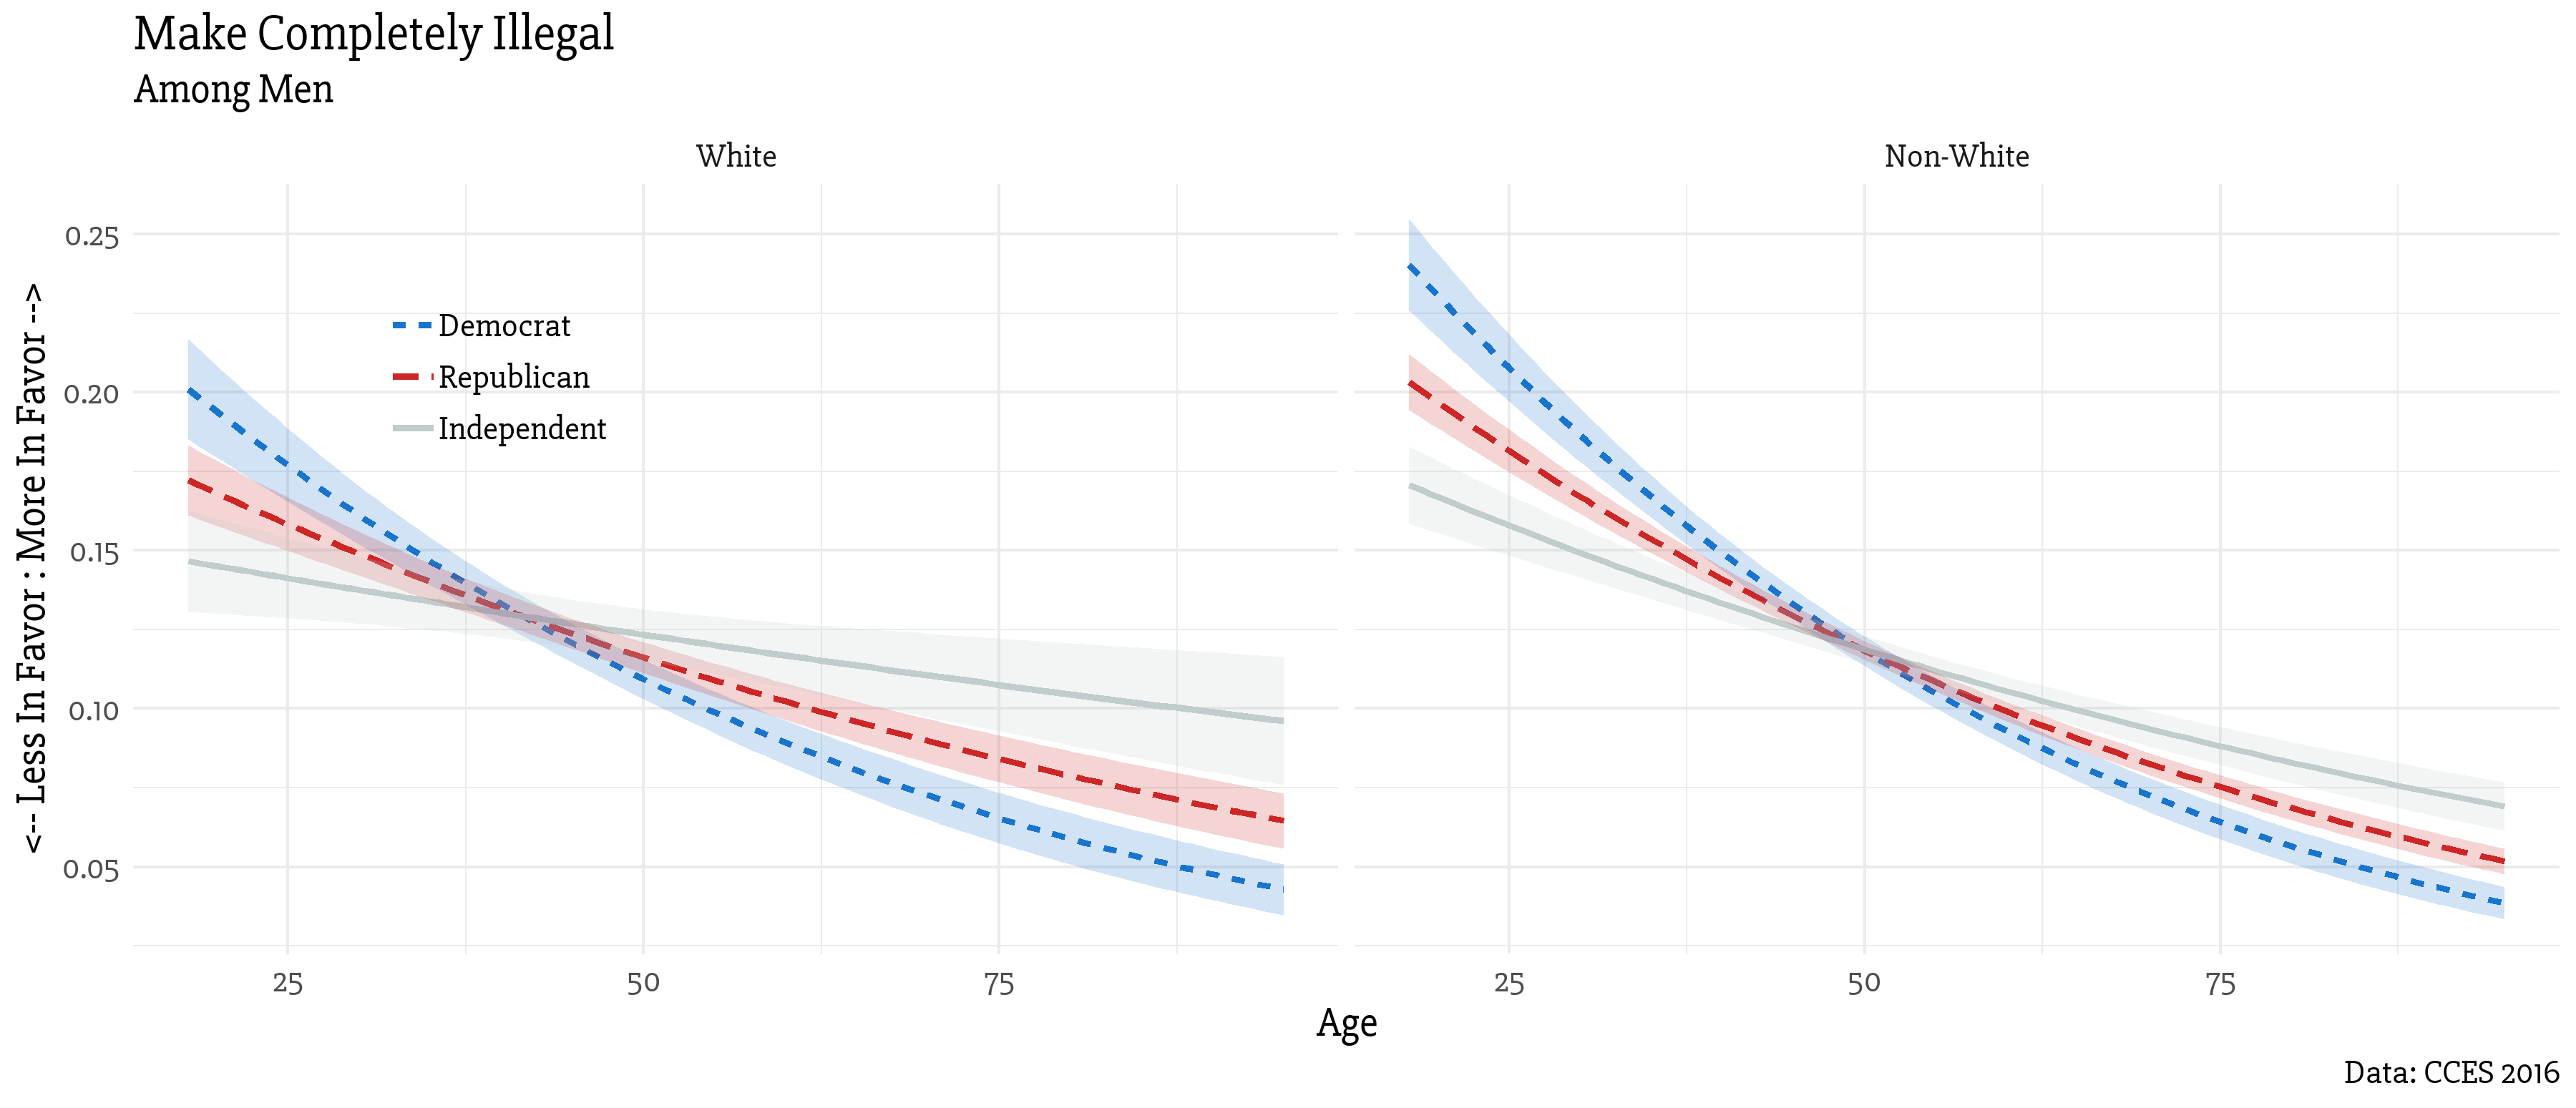 Make Completely Illegal
Among Men
White
Non-White
<-- Less In Favor : More In Favor -->
0.25
0.20
0.15
0.10
0.05
Democrat
Republican
Independent
25
50
75
25
50
75
Age
Data: CCES 2016